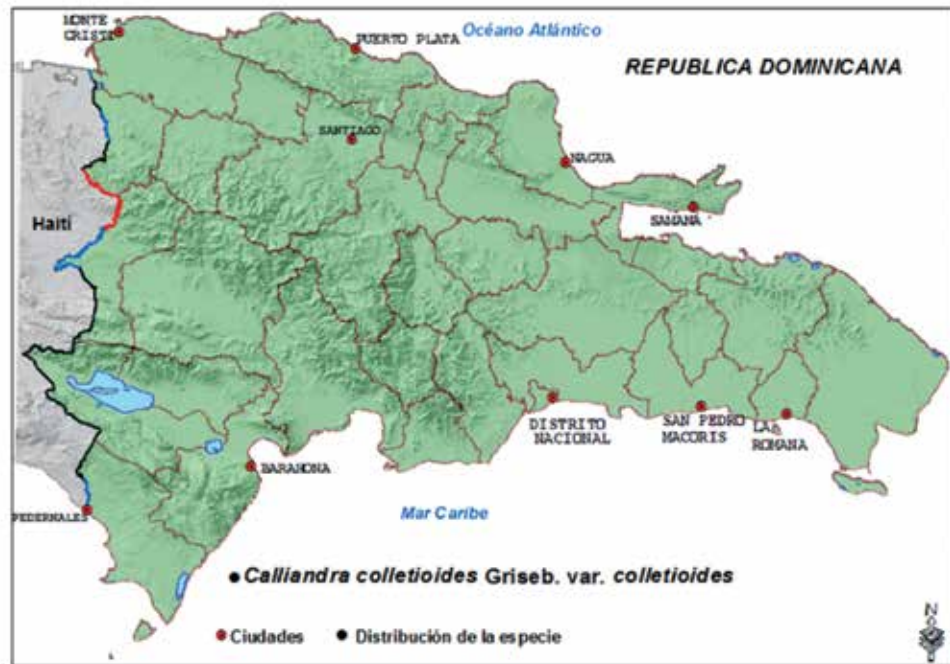 MONTE
CRISTI
PUERTO PLATA
Océano Atlántico
REPUBLICA DOMINICANA
SANTIAGO
NAGUA
SAMANA
Haití
DISTRITO
NACIONAL
SAN PEDRO
MACORIS
LA
ROMANA
BARAHONA
PEDERNALES
Mar Caribe
Calliandra colletioides Griseb. var. colletioides
Ciudades
Distribución de la especie
N